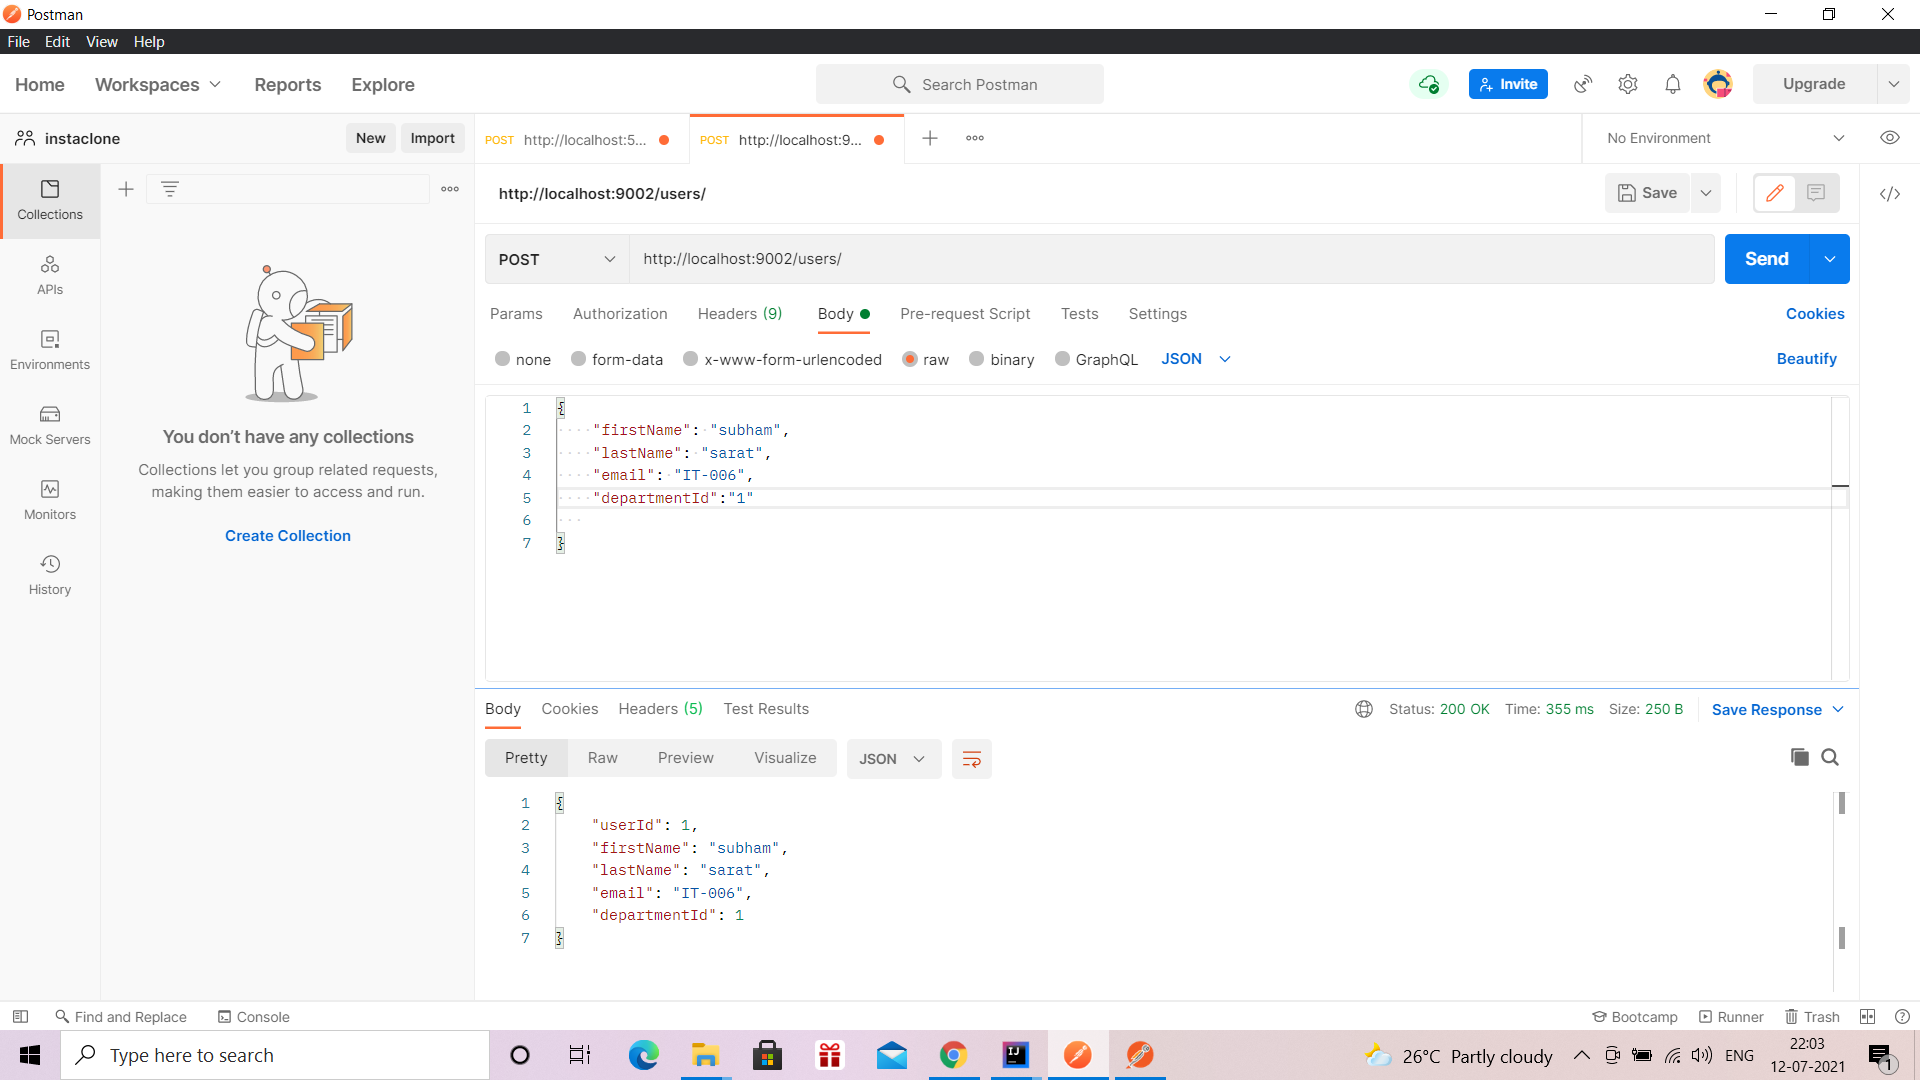 Postman
File Edit View Help
Home Workspaces Reports Explore
Search Postman
Invite
Upgrade
instaclone
New Import
POST http://localhost:5...
POST http://localhost:9...
No Environment
http://localhost:9002/users/
Save
POST http://localhost:9002/users/
Send
Params Authorization Headers (9) Body Pre-request Script Tests Settings
Cookies
none form-data x-www-form-urlencoded raw binary GraphQL JSON
Beautify
1 {
2 "firstName": "subham",
3 "lastName": "sarat",
4 "email": "IT-006",
5 "departmentId":"1"
6
7 }
Collections
APIs
Environments
Mock Servers
Monitors
History
You don't have any collections
Collections let you group related requests,
making them easier to access and run.
Create Collection
Body Cookies Headers (5) Test Results
Status: 200 OK Time: 355 ms Size: 250 B
Save Response
Pretty Raw Preview Visualize JSON
1 {
2 "userId": 1,
3 "firstName": "subham",
4 "lastName": "sarat",
5 "email": "IT-006",
6 "departmentId": 1
7 }
Find and Replace Console
Bootcamp Runner Trash
Type here to search
IJ
26°C Partly cloudy
ENG
22:03
12-07-2021
1